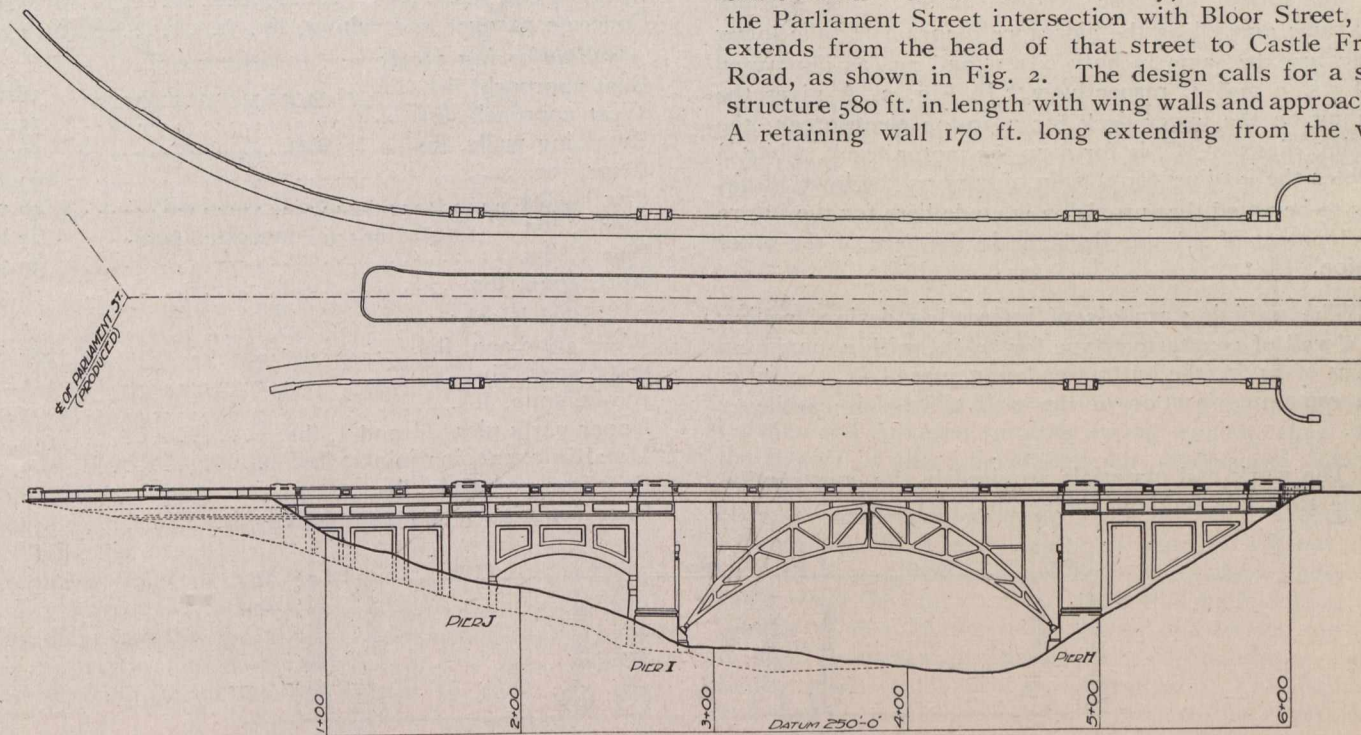 the Parliament Street intersection with Bloor Street,
extends from the head of that street to Castle Fr
Road, as shown in Fig. 2. The design calls for a s
structure 580 ft. in length with wing walls and approac
A retaining wall 170 ft. long extending from the w
℄ OF PARLIAMENT ST.
(PRODUCED)
PIER J
PIER I
PIER H
1+00
2+00
3+00
DATUM 250'-0"
4+00
5+00
6+00